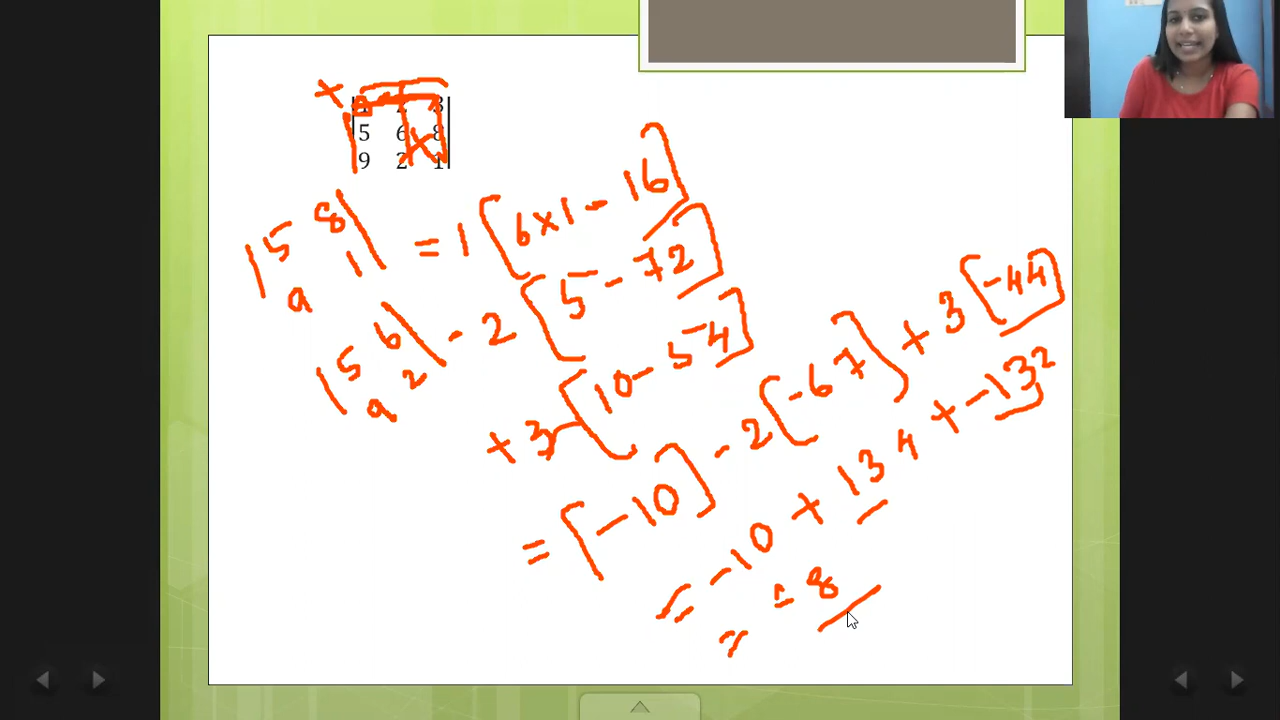 +
1 2 3
5 6 8
9 2 1
|5 8|
9 1
= 1 [6×1 - 16]
|5 6|
9 2
- 2 [5 - 72]
+ 3 [10 - 54]
= [-10] - 2 [-67] + 3 [-44]
= -10 + 134 + -132
= = 8